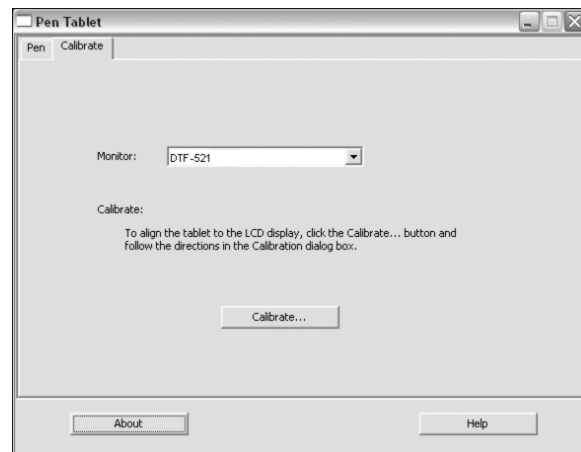 Pen Tablet
Pen Calibrate
Monitor: DTF-521
Calibrate:
To align the tablet to the LCD display, click the Calibrate... button and
follow the directions in the Calibration dialog box.
Calibrate...
About Help